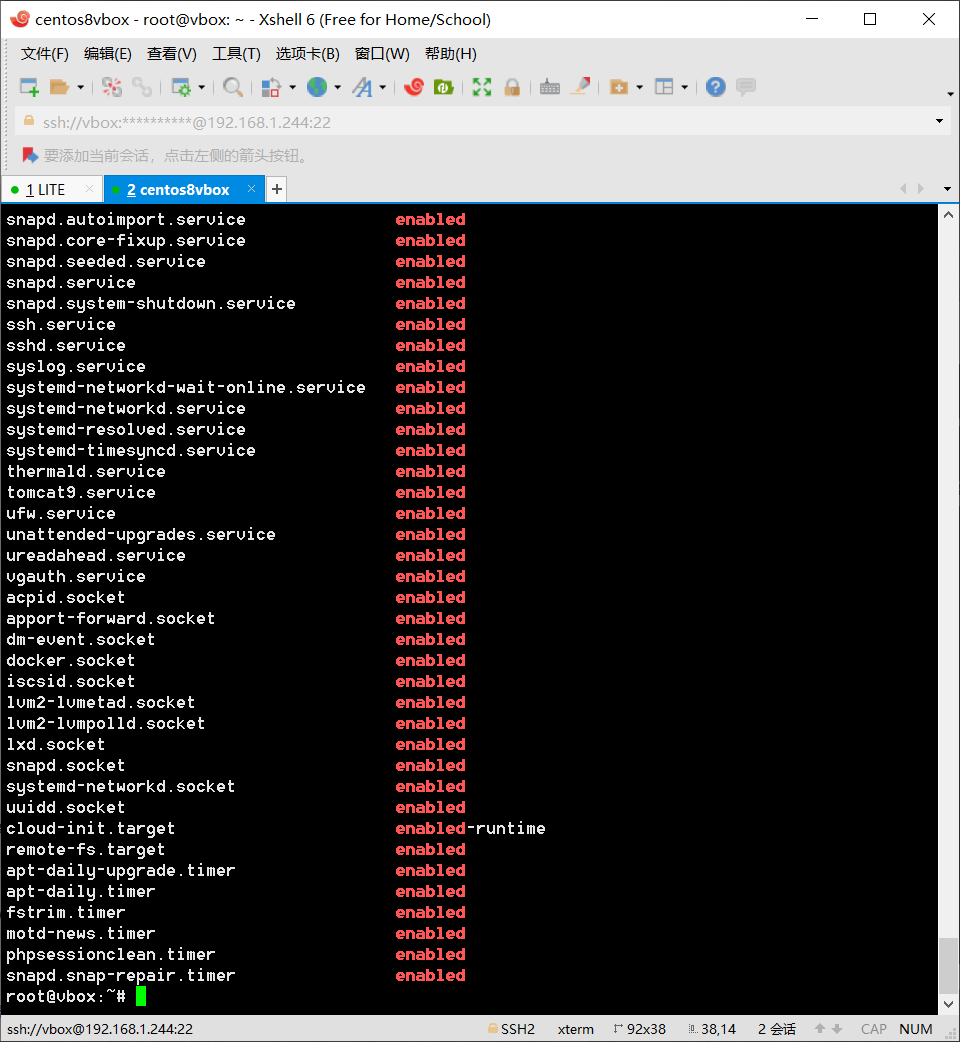 centos8vbox - root@vbox: ~ - Xshell 6 (Free for Home/School)
文件(F) 编辑(E) 查看(V) 工具(T) 选项卡(B) 窗口(W) 帮助(H)
ssh://vbox:**********@192.168.1.244:22
要添加当前会话，点击左侧的箭头按钮。
1 LITE 2 centos8vbox +
snapd.autoimport.service enabled
snapd.core-fixup.service enabled
snapd.seeded.service enabled
snapd.service enabled
snapd.system-shutdown.service enabled
ssh.service enabled
sshd.service enabled
syslog.service enabled
systemd-networkd-wait-online.service enabled
systemd-networkd.service enabled
systemd-resolved.service enabled
systemd-timesyncd.service enabled
thermald.service enabled
tomcat9.service enabled
ufw.service enabled
unattended-upgrades.service enabled
ureadahead.service enabled
vgauth.service enabled
acpid.socket enabled
apport-forward.socket enabled
dm-event.socket enabled
docker.socket enabled
iscsid.socket enabled
lvm2-lvmetad.socket enabled
lvm2-lvmpolld.socket enabled
lxd.socket enabled
snapd.socket enabled
systemd-networkd.socket enabled
uuidd.socket enabled
cloud-init.target enabled-runtime
remote-fs.target enabled
apt-daily-upgrade.timer enabled
apt-daily.timer enabled
fstrim.timer enabled
motd-news.timer enabled
phpsessionclean.timer enabled
snapd.snap-repair.timer enabled
root@vbox:~#
ssh://vbox@192.168.1.244:22 SSH2 xterm 92x38 38,14 2 会话 CAP NUM